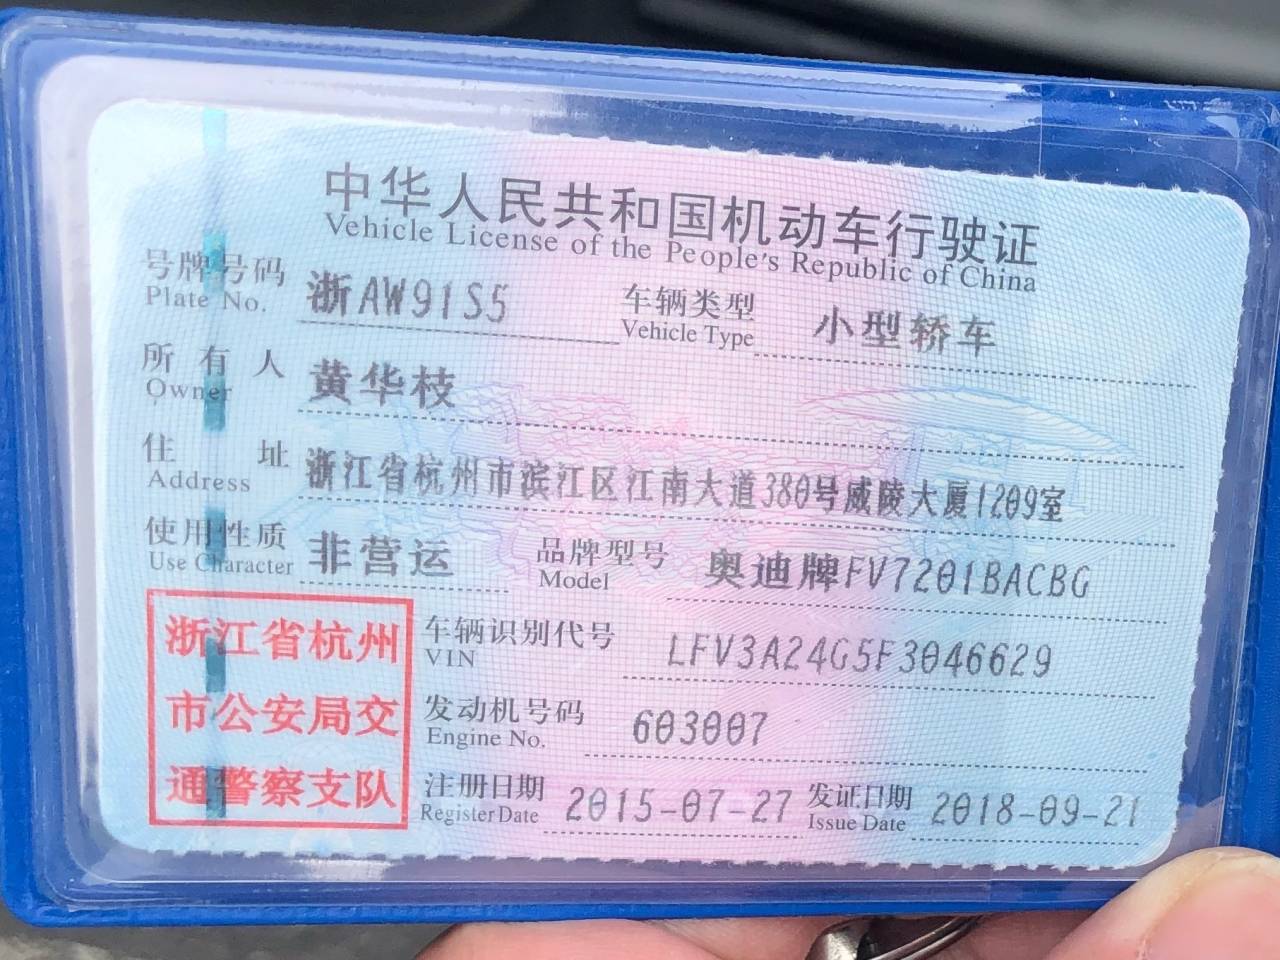 中华人民共和国机动车行驶证
Vehicle License of the People's Republic of China
号牌号码 浙AW91S5 车辆类型 小型轿车
Plate No. Vehicle Type
所有人 黄华枝
Owner
住址 浙江省杭州市滨江区江南大道380号威陵大厦1209室
Address
使用性质 非营运 品牌型号 奥迪牌FV7201BACBG
Use Character Model
浙江省杭州
市公安局交
通警察支队
车辆识别代号 LFV3A24G5F3046629
VIN
发动机号码 603007
Engine No.
注册日期 2015-07-27 发证日期 2018-09-21
Register Date Issue Date